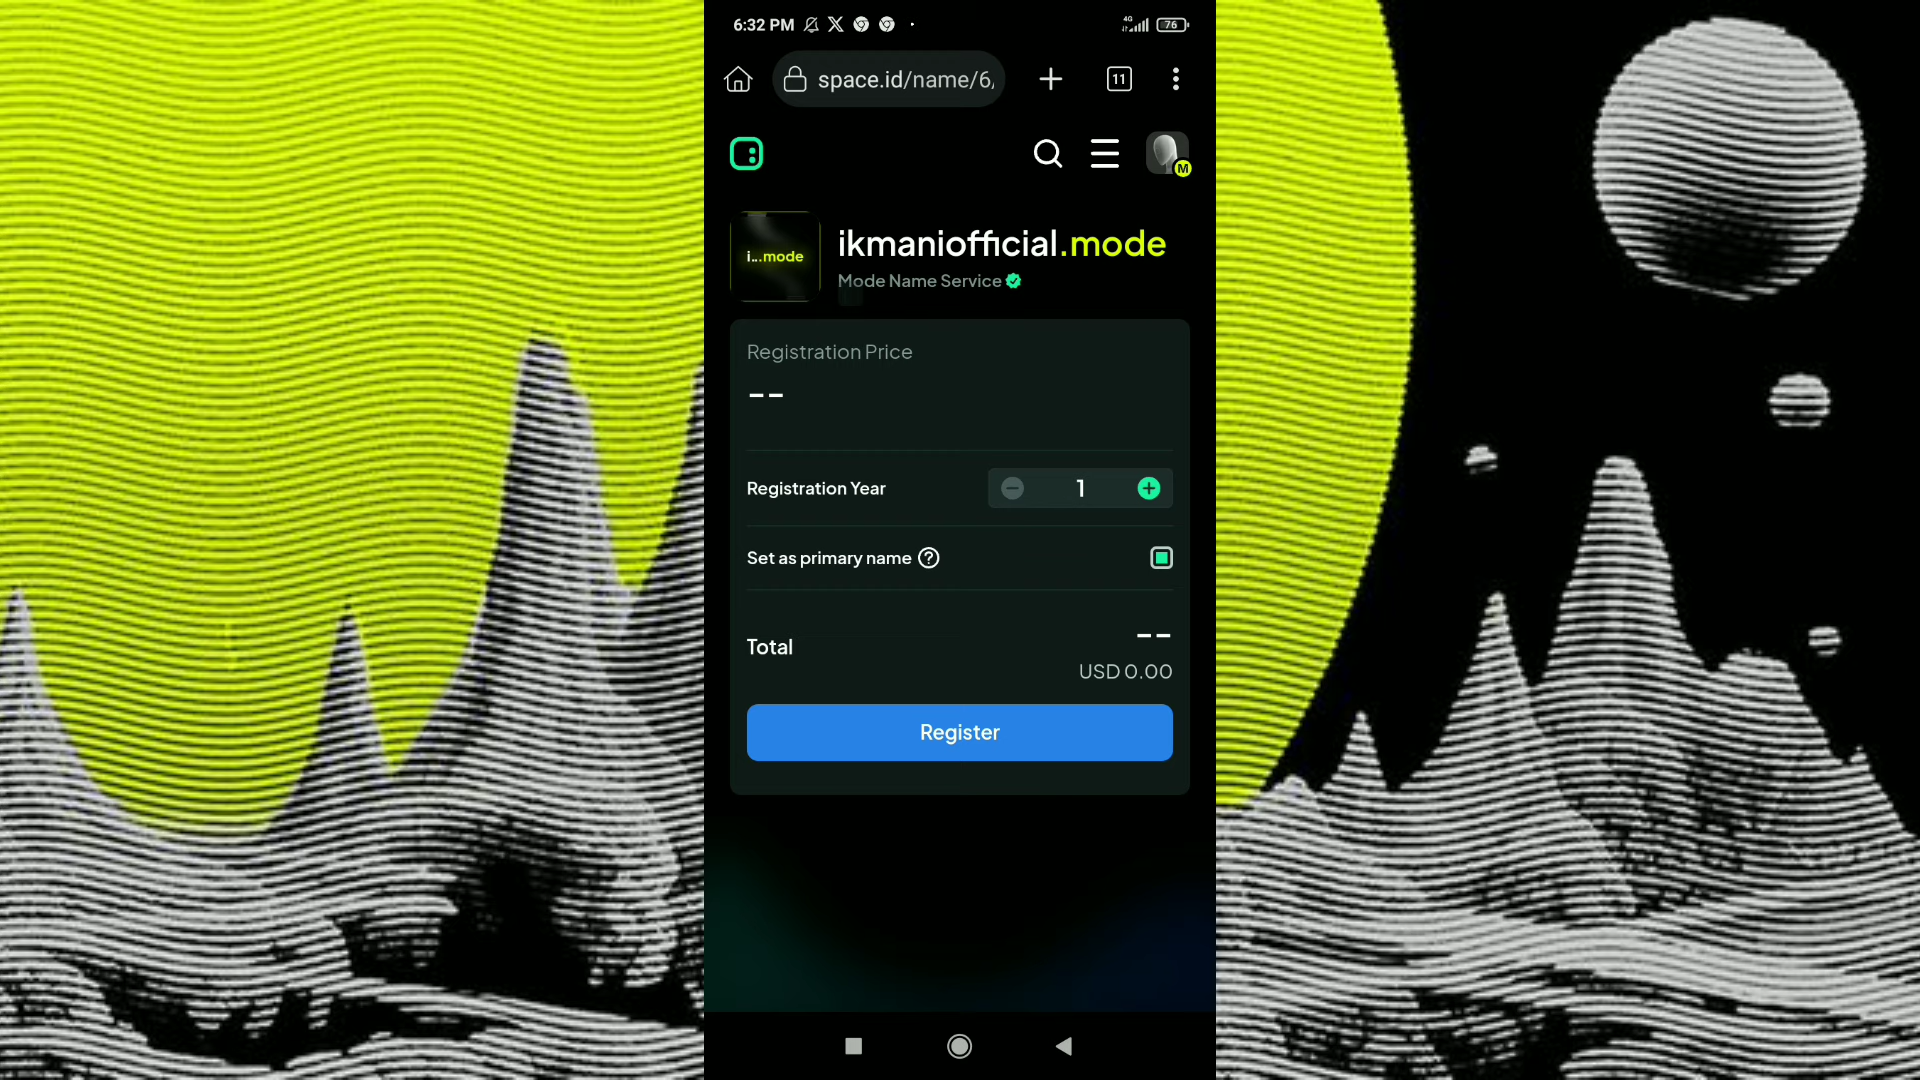 6:32 PM
4G
76
space.id/name/6
11
M
i...mode
ikmaniofficial.mode
Mode Name Service
Registration Price
--
Registration Year
1
Set as primary name ?
--
Total
USD 0.00
Register